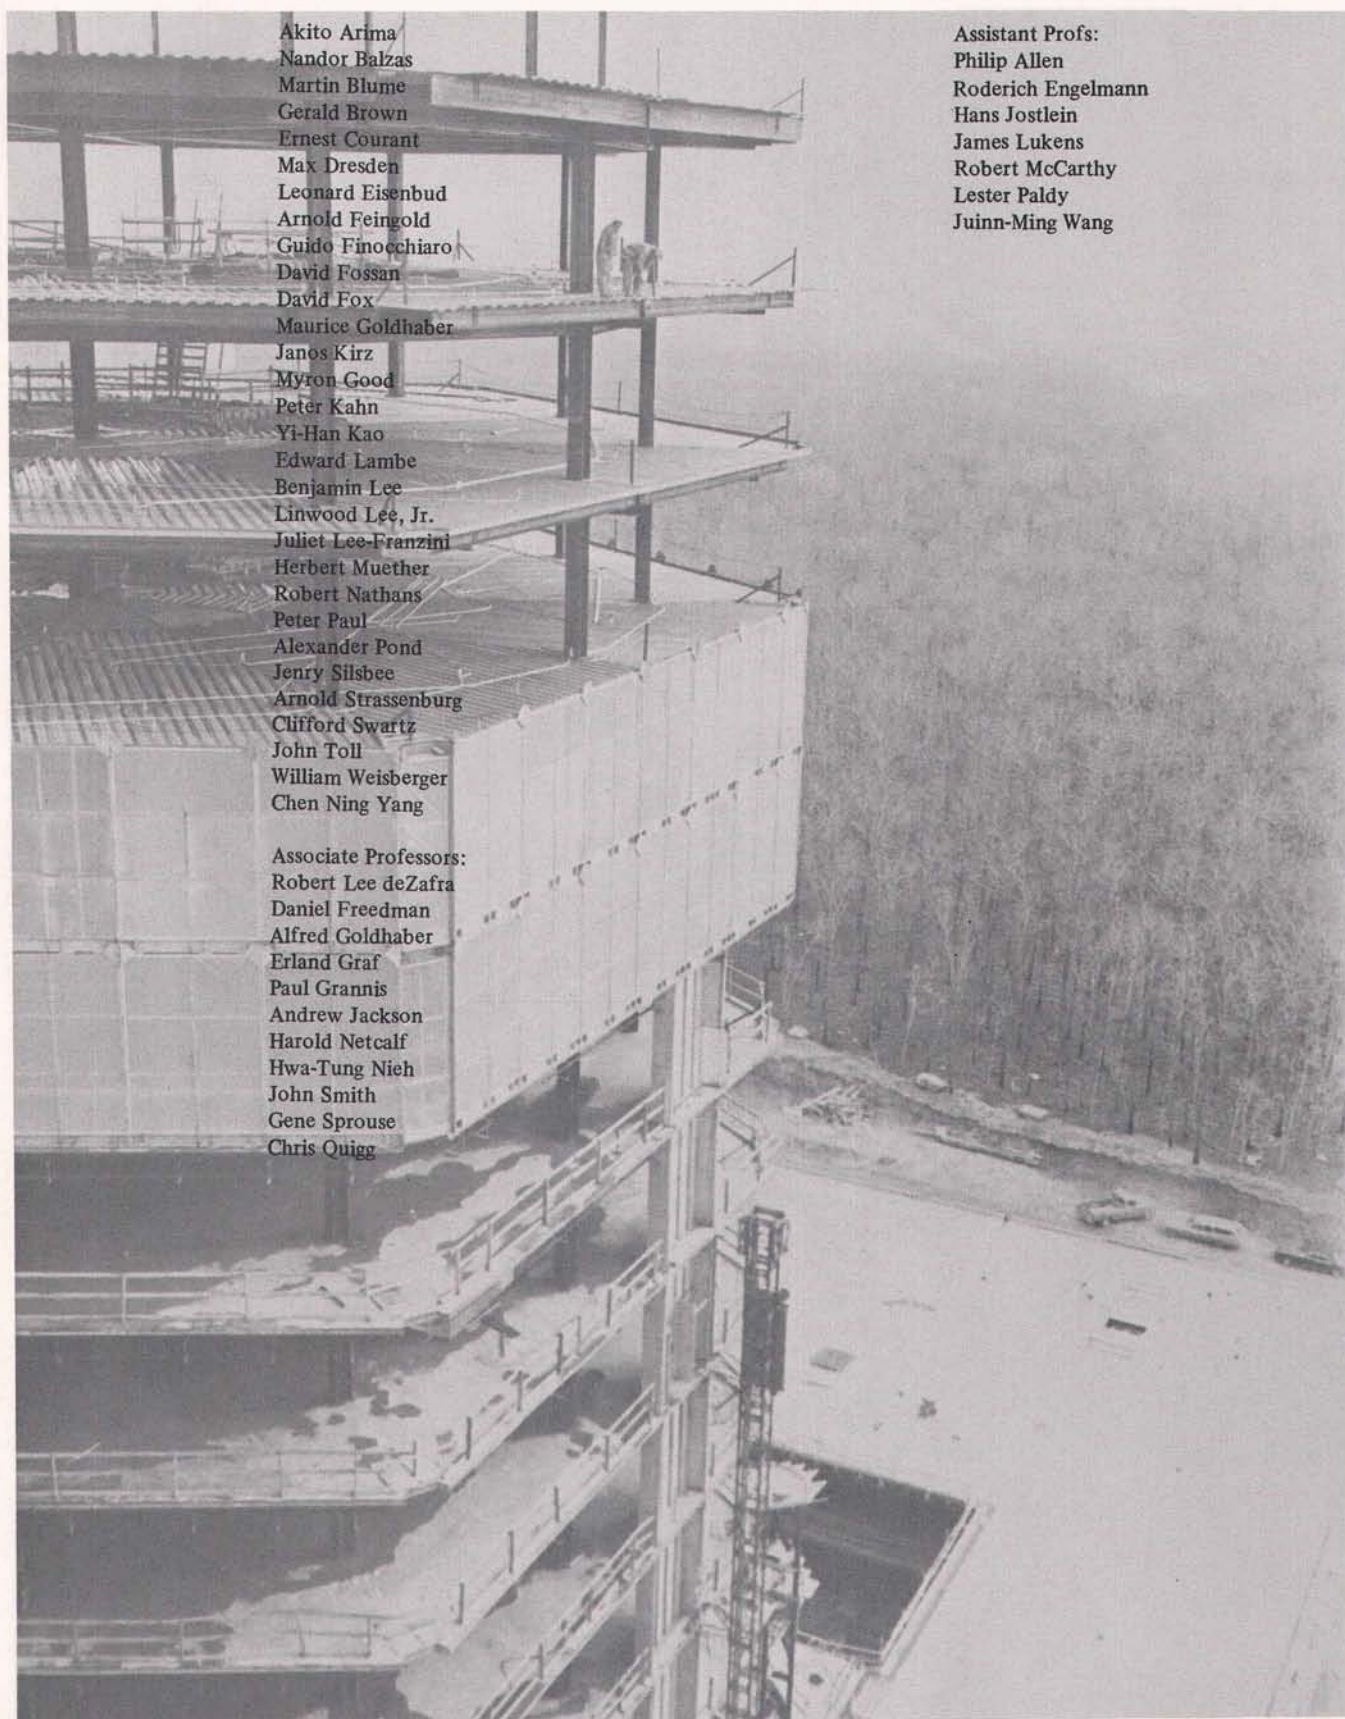 Akito Arima
Nandor Balzas
Martin Blume
Gerald Brown
Ernest Courant
Max Dresden
Leonard Eisenbud
Arnold Feingold
Guido Finocchiaro
David Fossan
David Fox
Maurice Goldhaber
Janos Kirz
Myron Good
Peter Kahn
Yi-Han Kao
Edward Lambe
Benjamin Lee
Linwood Lee, Jr.
Juliet Lee-Franzini
Herbert Muether
Robert Nathans
Peter Paul
Alexander Pond
Jenry Silsbee
Arnold Strassenburg
Clifford Swartz
John Toll
William Weisberger
Chen Ning Yang
Associate Professors:
Robert Lee deZafra
Daniel Freedman
Alfred Goldhaber
Erland Graf
Paul Grannis
Andrew Jackson
Harold Netcalf
Hwa-Tung Nieh
John Smith
Gene Sprouse
Chris Quigg
Assistant Profs:
Philip Allen
Roderich Engelmann
Hans Jostlein
James Lukens
Robert McCarthy
Lester Paldy
Juinn-Ming Wang